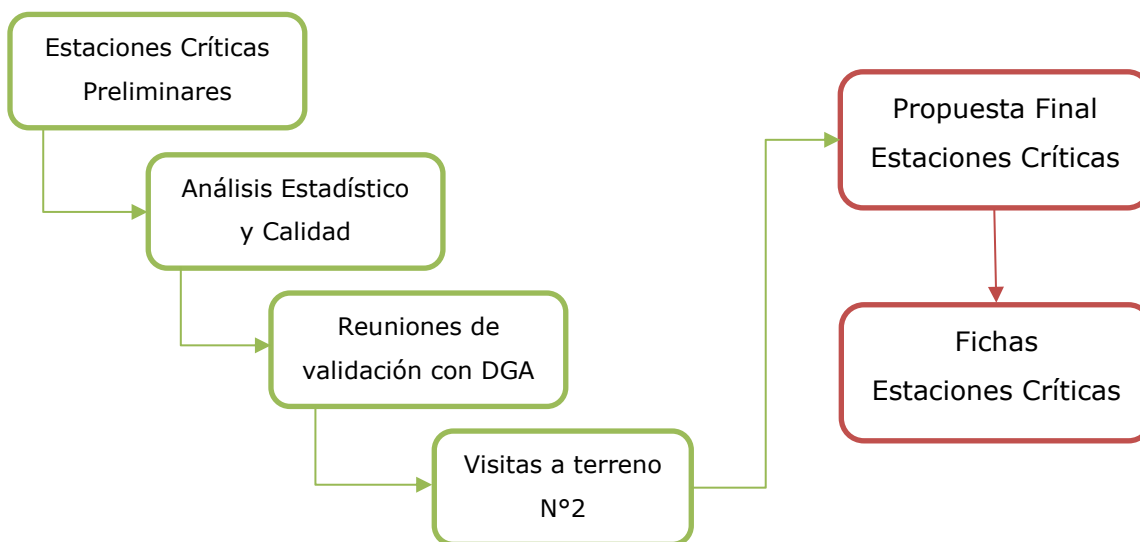 Estaciones Críticas
Preliminares
Análisis Estadístico
y Calidad
Reuniones de
validación con DGA
Visitas a terreno
N°2
Propuesta Final
Estaciones Críticas
Fichas
Estaciones Críticas